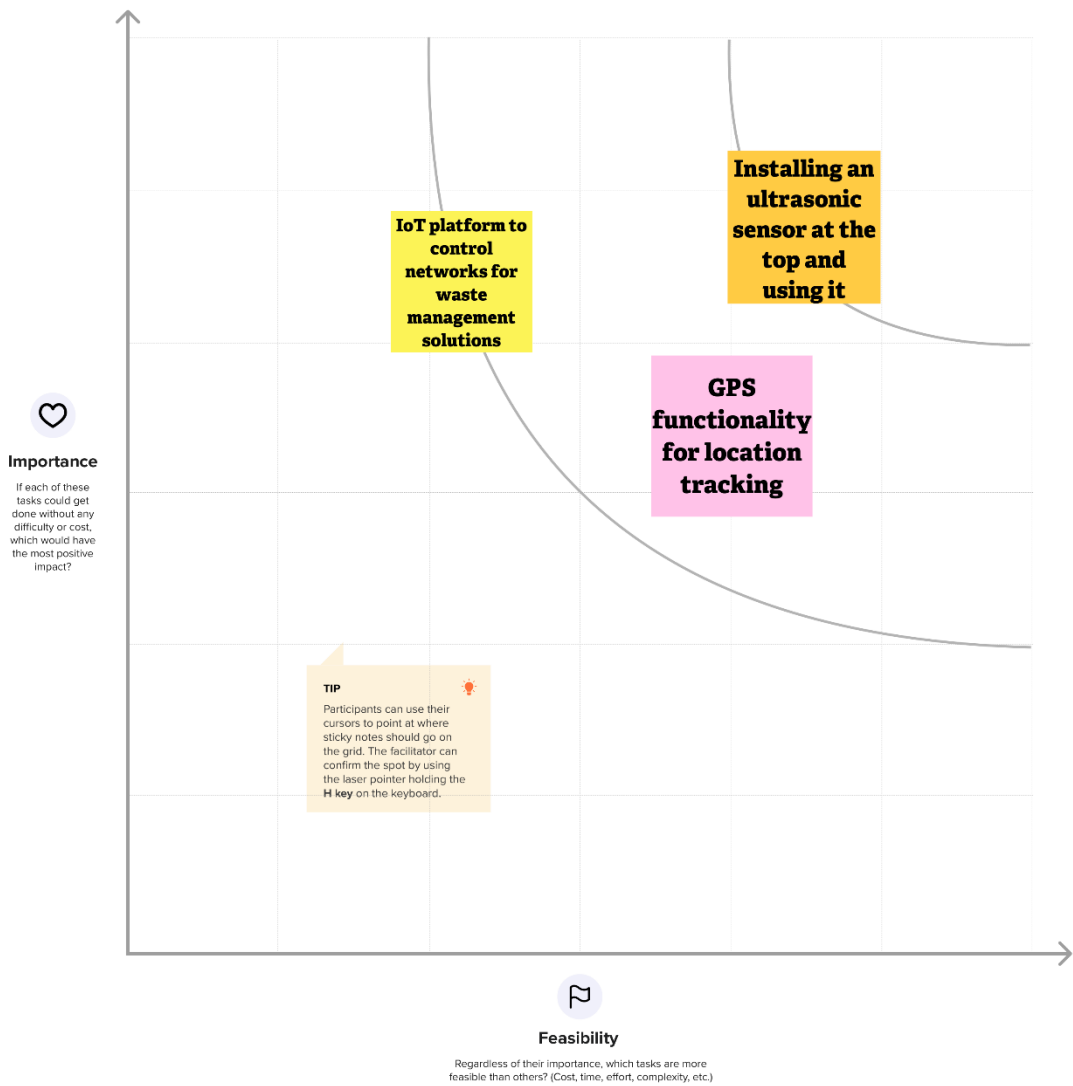 Installing an
ultrasonic
sensor at the
top and
using it
IoT platform to
control
networks for
waste
management
solutions
GPS
functionality
for location
tracking
Importance
If each of these
tasks could get
done without any
difficulty or cost,
which would have
the most positive
impact?
TIP
Participants can use their
cursors to point at where
sticky notes should go on
the grid. The facilitator can
confirm the spot by using
the laser pointer holding the
H key on the keyboard.
Feasibility
Regardless of their importance, which tasks are more
feasible than others? (Cost, time, effort, complexity, etc.)